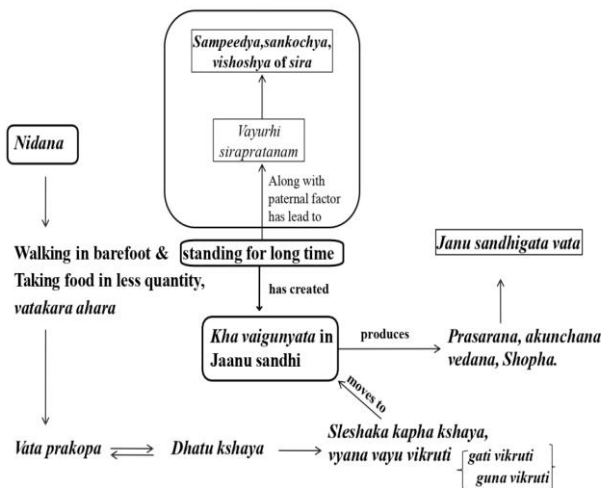 Sampeedya,sankochya,
vishoshya of sira
Vayurhi
sirapratanam
Along with
paternal factor
has lead to
Nidana
Walking in barefoot & standing for long time
Taking food in less quantity,
vatakara ahara
has created
Janu sandhigata vata
Kha vaigunyata in
Jaanu sandhi
produces
Prasarana, akunchana
vedana, Shopha.
moves to
Vata prakopa
Dhatu kshaya
Sleshaka kapha kshaya,
vyana vayu vikruti
gati vikruti
guna vikruti